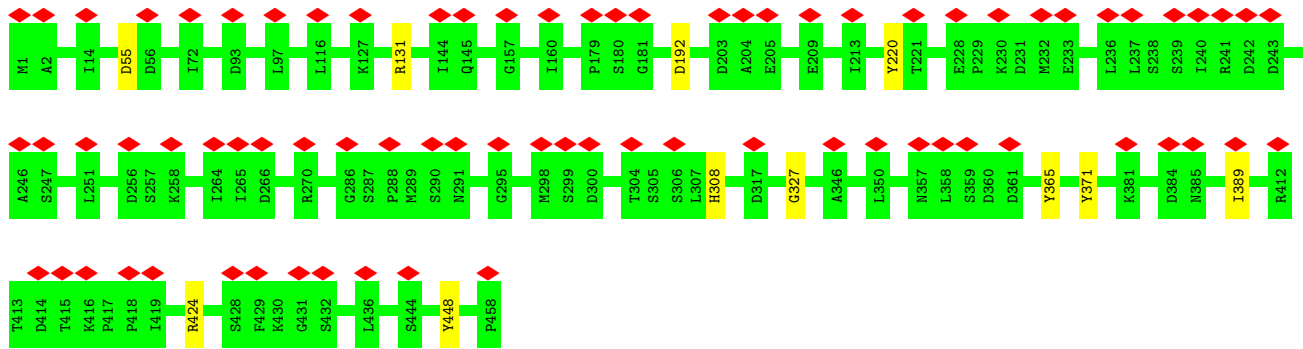 M1 A2 I14 D55 D56 I72 D93 L97 L116 K127 R131 I144 Q145 G157 I160 P179 S180 G181 D192 D203 A204 E205 E209 I213 Y220 T221 E228 P229 K230 D231 M232 E233 L236 L237 S238 S239 I240 R241 D242 D243
A246 S247 L251 D256 S257 K258 I264 I265 D266 R270 G286 S287 P288 M289 S290 N291 G295 M298 S299 D300 T304 S305 S306 L307 H308 D317 G327 A346 L350 N357 L358 S359 D360 D361 Y365 Y371 K381 D384 N385 I389 R412
T413 D414 T415 K416 P417 P418 I419 R424 S428 F429 K430 G431 S432 L436 S444 Y448 P458